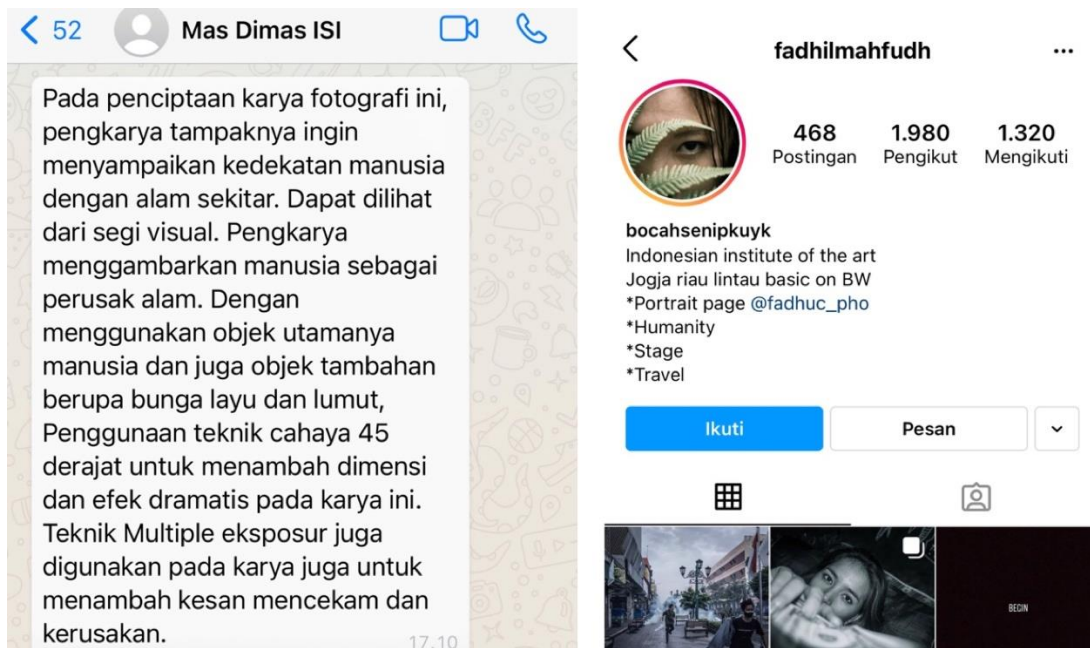 52
Mas Dimas ISI
Pada penciptaan karya fotografi ini,
pengkarya tampaknya ingin
menyampaikan kedekatan manusia
dengan alam sekitar. Dapat dilihat
dari segi visual. Pengkarya
menggambarkan manusia sebagai
perusak alam. Dengan
menggunakan objek utamanya
manusia dan juga objek tambahan
berupa bunga layu dan lumut,
Penggunaan teknik cahaya 45
derajat untuk menambah dimensi
dan efek dramatis pada karya ini.
Teknik Multiple eksposur juga
digunakan pada karya juga untuk
menambah kesan mencekam dan
kerusakan.
17.10
fadhilmahfudh
468 1.980 1.320
Postingan Pengikut Mengikuti
bocahsenipkuyk
Indonesian institute of the art
Jogja riau lintau basic on BW
*Portrait page @fadhuc_pho
*Humanity
*Stage
*Travel
Ikuti Pesan
BEGIN